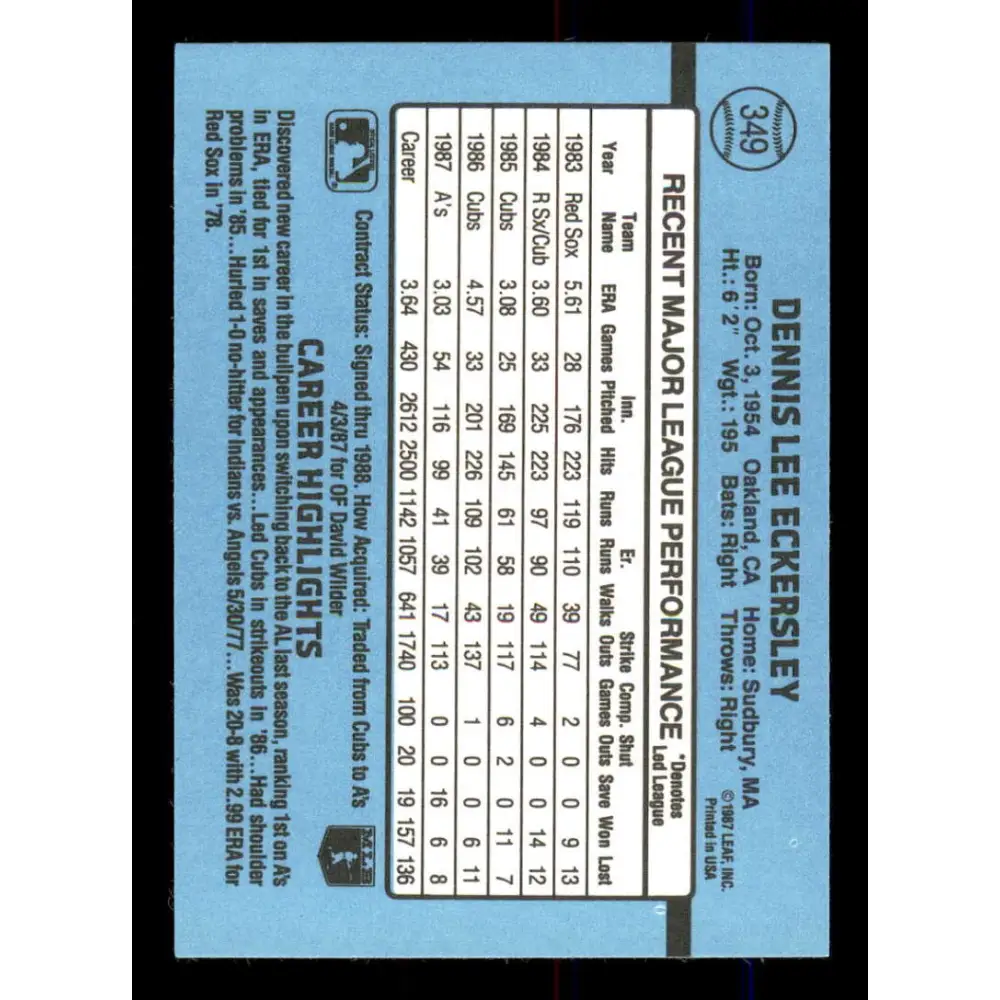 349
DENNIS LEE ECKERSLEY
Born: Oct. 3, 1954 Oakland, CA Home: Sudbury, MA
Ht.: 6'2" Wgt.: 195 Bats: Right Throws: Right
©1987 LEAF, INC.
Printed in USA
RECENT MAJOR LEAGUE PERFORMANCE
*Denotes
Led League
Team Inn. Er. Strike Comp. Shut
Year Name ERA Games Pitched Hits Runs Runs Walks Outs Games Outs Save Won Lost
1983 Red Sox 5.61 28 176 223 119 110 39 77 2 0 0 9 13
1984 R Sx/Cub 3.60 33 225 223 97 90 49 114 4 0 0 14 12
1985 Cubs 3.08 25 169 145 61 58 19 117 6 2 0 11 7
1986 Cubs 4.57 33 201 226 109 102 43 137 1 0 0 6 11
1987 A's 3.03 54 116 99 41 39 17 113 0 0 16 6 8
Career 3.64 430 2612 2500 1142 1057 641 1740 100 20 19 157 136
Contract Status: Signed thru 1988. How Acquired: Traded from Cubs to A's
4/3/87 for OF David Wilder
MLB
CAREER HIGHLIGHTS
Discovered new career in the bullpen upon switching back to the AL last season, ranking 1st on A's
in ERA, tied for 1st in saves and appearances...Led Cubs in strikeouts in '86...Had shoulder
problems in '85...Hurled 1-0 no-hitter for Indians vs. Angels 5/30/77...Was 20-8 with 2.99 ERA for
Red Sox in '78.